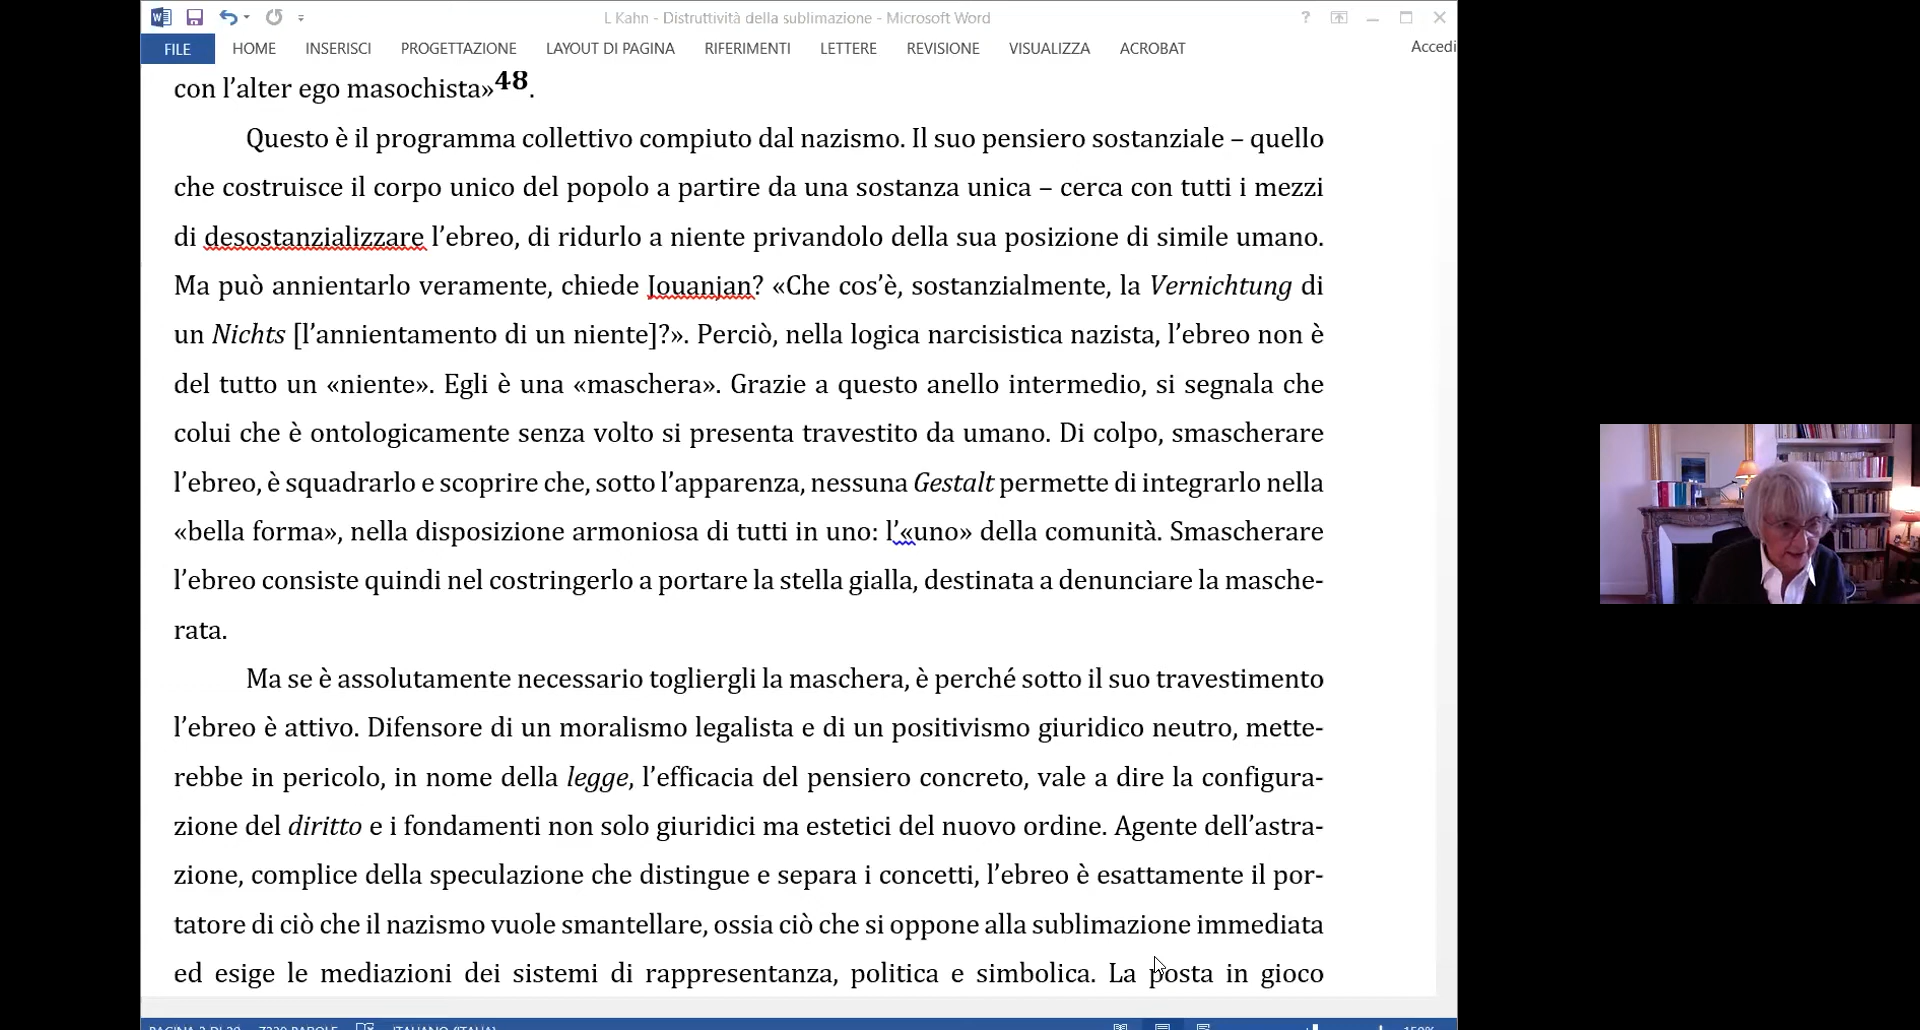 L Kahn - Distruttività della sublimazione - Microsoft Word
FILE HOME INSERISCI PROGETTAZIONE LAYOUT DI PAGINA RIFERIMENTI LETTERE REVISIONE VISUALIZZA ACROBAT Accedi
con l’alter ego masochista»48.
Questo è il programma collettivo compiuto dal nazismo. Il suo pensiero sostanziale – quello
che costruisce il corpo unico del popolo a partire da una sostanza unica – cerca con tutti i mezzi
di desostanzializzare l’ebreo, di ridurlo a niente privandolo della sua posizione di simile umano.
Ma può annientarlo veramente, chiede Jouanjan? «Che cos’è, sostanzialmente, la Vernichtung di
un Nichts [l’annientamento di un niente]?». Perciò, nella logica narcisistica nazista, l’ebreo non è
del tutto un «niente». Egli è una «maschera». Grazie a questo anello intermedio, si segnala che
colui che è ontologicamente senza volto si presenta travestito da umano. Di colpo, smascherare
l’ebreo, è squadrarlo e scoprire che, sotto l’apparenza, nessuna Gestalt permette di integrarlo nella
«bella forma», nella disposizione armoniosa di tutti in uno: l’«uno» della comunità. Smascherare
l’ebreo consiste quindi nel costringerlo a portare la stella gialla, destinata a denunciare la masche-
rata.
Ma se è assolutamente necessario togliergli la maschera, è perché sotto il suo travestimento
l’ebreo è attivo. Difensore di un moralismo legalista e di un positivismo giuridico neutro, mette-
rebbe in pericolo, in nome della legge, l’efficacia del pensiero concreto, vale a dire la configura-
zione del diritto e i fondamenti non solo giuridici ma estetici del nuovo ordine. Agente dell’astra-
zione, complice della speculazione che distingue e separa i concetti, l’ebreo è esattamente il por-
tatore di ciò che il nazismo vuole smantellare, ossia ciò che si oppone alla sublimazione immediata
ed esige le mediazioni dei sistemi di rappresentanza, politica e simbolica. La posta in gioco